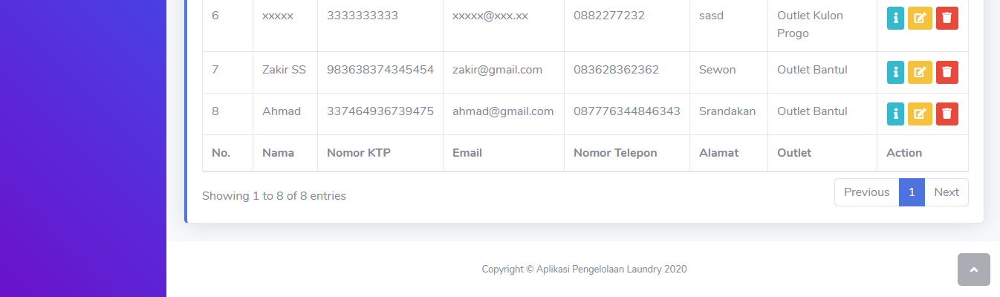 6 xxxxx 3333333333 xxxxx@xxx.xx 0882277232 sasd Outlet Kulon
Progo
7 Zakir SS 983638374345454 zakir@gmail.com 083628362362 Sewon Outlet Bantul
8 Ahmad 337464936739475 ahmad@gmail.com 087776344846343 Srandakan Outlet Bantul
No. Nama Nomor KTP Email Nomor Telepon Alamat Outlet Action
Showing 1 to 8 of 8 entries
Previous 1 Next
Copyright © Aplikasi Pengelolaan Laundry 2020